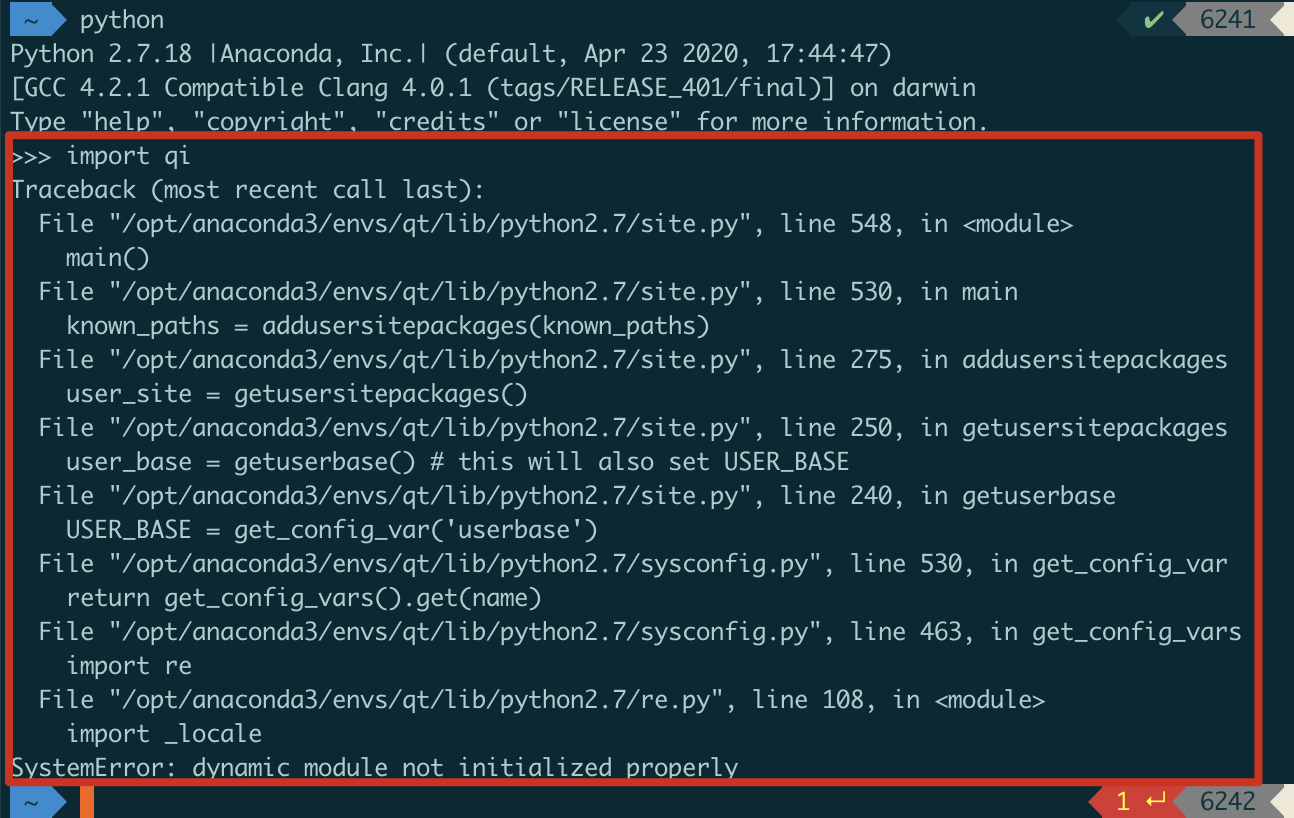 ~ python ✔ 6241
Python 2.7.18 |Anaconda, Inc.| (default, Apr 23 2020, 17:44:47)
[GCC 4.2.1 Compatible Clang 4.0.1 (tags/RELEASE_401/final)] on darwin
Type "help", "copyright", "credits" or "license" for more information.
>>> import qi
Traceback (most recent call last):
  File "/opt/anaconda3/envs/qt/lib/python2.7/site.py", line 548, in <module>
    main()
  File "/opt/anaconda3/envs/qt/lib/python2.7/site.py", line 530, in main
    known_paths = addusersitepackages(known_paths)
  File "/opt/anaconda3/envs/qt/lib/python2.7/site.py", line 275, in addusersitepackages
    user_site = getusersitepackages()
  File "/opt/anaconda3/envs/qt/lib/python2.7/site.py", line 250, in getusersitepackages
    user_base = getuserbase() # this will also set USER_BASE
  File "/opt/anaconda3/envs/qt/lib/python2.7/site.py", line 240, in getuserbase
    USER_BASE = get_config_var('userbase')
  File "/opt/anaconda3/envs/qt/lib/python2.7/sysconfig.py", line 530, in get_config_var
    return get_config_vars().get(name)
  File "/opt/anaconda3/envs/qt/lib/python2.7/sysconfig.py", line 463, in get_config_vars
    import re
  File "/opt/anaconda3/envs/qt/lib/python2.7/re.py", line 108, in <module>
    import _locale
SystemError: dynamic module not initialized properly
~ 1 ↵ 6242